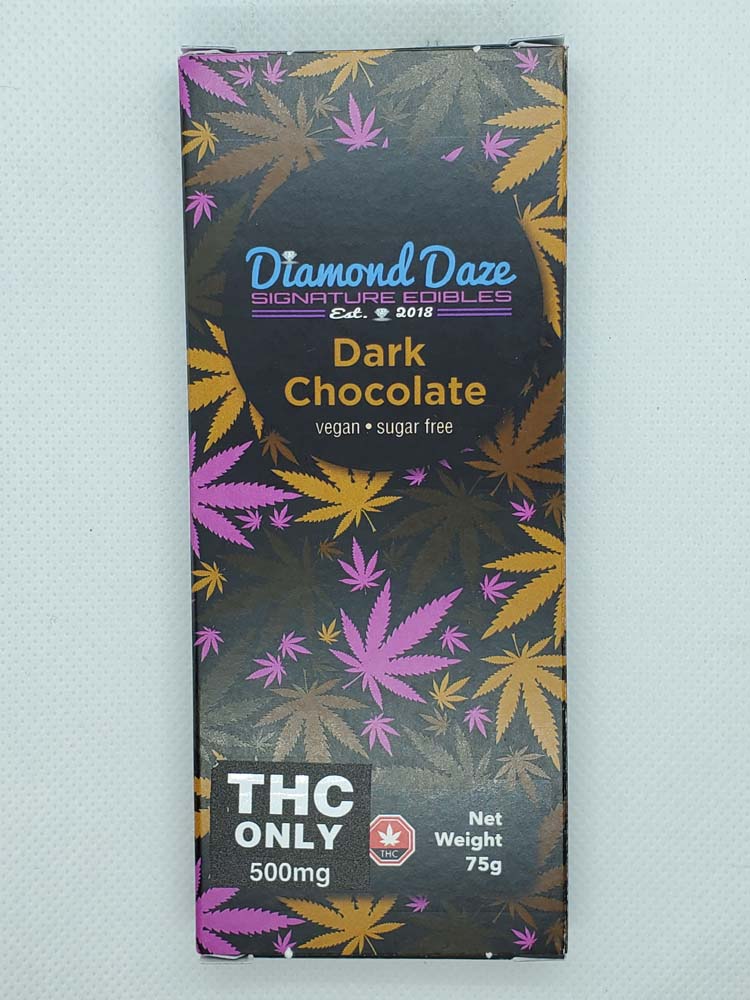 Diamond Daze
SIGNATURE EDIBLES
Est. 2018
Dark
Chocolate
vegan • sugar free
THC
ONLY
500mg
THC
Net
Weight
75g